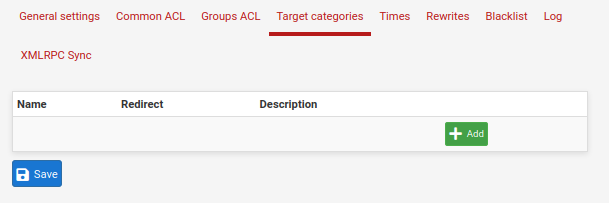 General settings Common ACL Groups ACL Target categories Times Rewrites Blacklist Log
XMLRPC Sync
Name Redirect Description
Add
Save